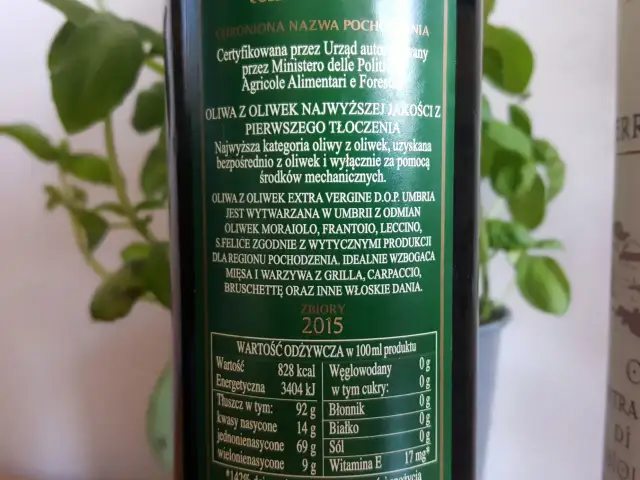 CHRONIONA NAZWA POCHODZENIA
Certyfikowana przez Urząd
przez Ministero delle
Agricole Alimentari e
OLIWA Z OLIWEK NAJWYŻSZEJ JAKOŚCI Z
PIERWSZEGO TŁOCZENIA
Najwyższa kategoria oliwy z oliwek, uzyskana
bezpośrednio z oliwek i wyłącznie za pomocą
środków mechanicznych.
OLIWA Z OLIWEK EXTRA VERGINE D.O.P. UMBRIA
JEST WYTWARZANA W UMBRII Z ODMIAN
OLIWEK MORAIOLO, FRANTOIO, LECCINO,
S.FELICE ZGODNIE Z WYTYCZNYMI PRODUKCJI
DLA REGIONU POCHODZENIA. IDEALNIE WZBOGACA
MIĘSA I WARZYWA Z GRILLA, CARPACCIO,
BRUSCHETTĘ ORAZ INNE WŁOSKIE DANIA.
ZBIORY
2015
WARTOŚĆ ODŻYWCZA w 100 ml produktu
Wartość 828 kcal
Energetyczna 3404 kJ
Tłuszcz w tym: 92 g
kwasy nasycone 14 g
jednonienasycone 69 g
wielonienasycone 9 g
Węglowodany 0 g
w tym cukry: 0 g
Błonnik 0 g
Białko 0 g
Sól 0 g
Witamina E 17 mg*